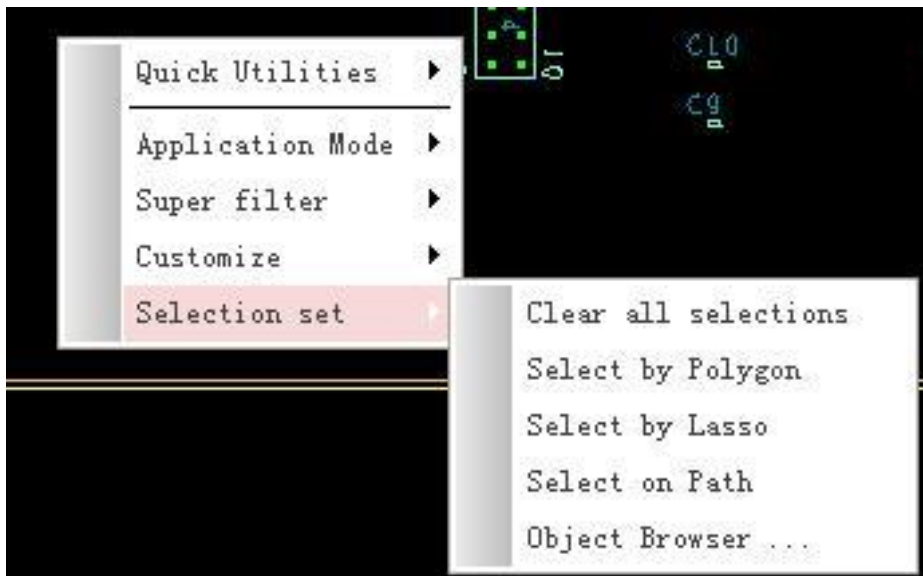 Quick Utilities
Application Mode
Super filter
Customize
Selection set
Clear all selections
Select by Polygon
Select by Lasso
Select on Path
Object Browser ...
C10
C9